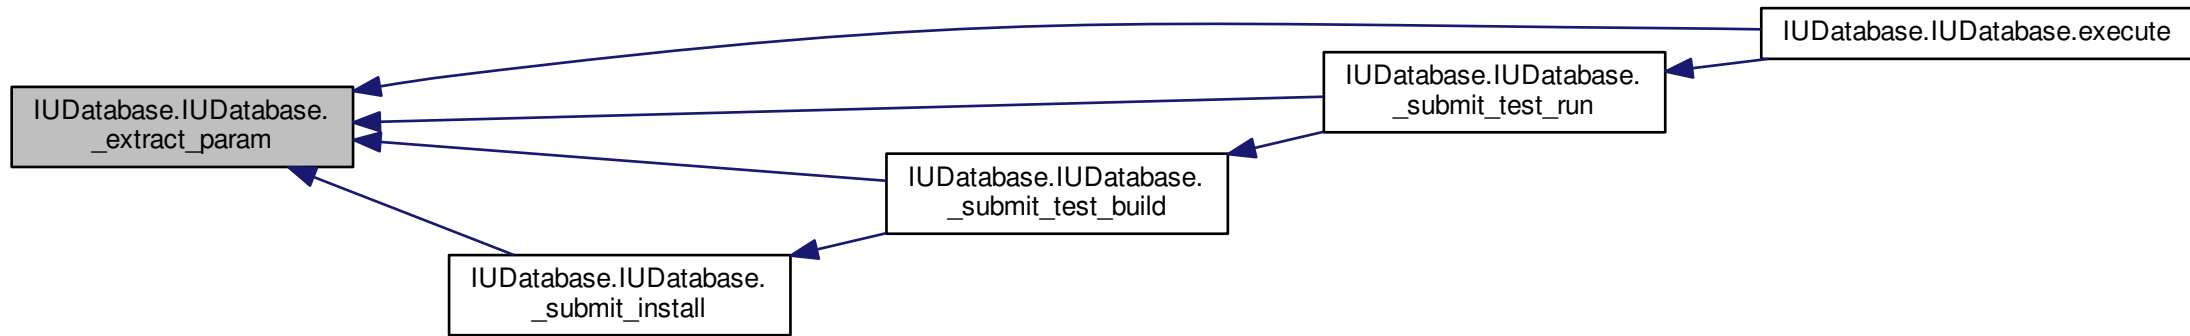 IUDatabase.IUDatabase.execute
IUDatabase.IUDatabase.
_submit_test_run
IUDatabase.IUDatabase.
_extract_param
IUDatabase.IUDatabase.
_submit_test_build
IUDatabase.IUDatabase.
_submit_install